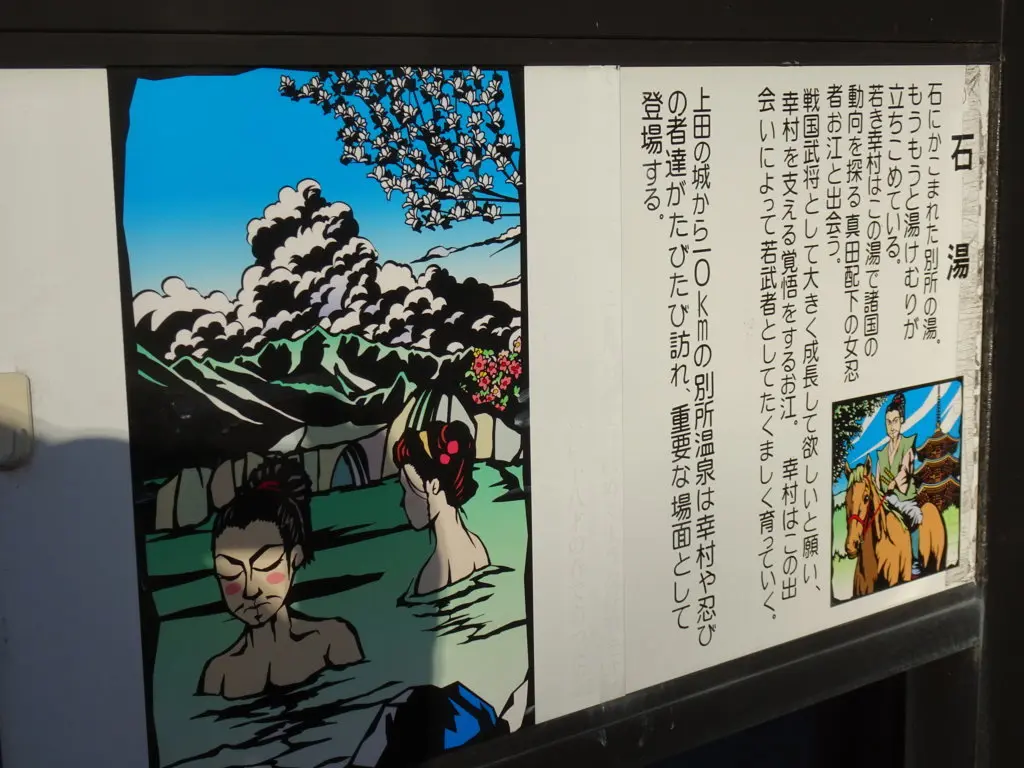 石湯
石にかこまれた別所の湯。
もうもうと湯けむりが
立ちこめている。
若き幸村はこの湯で諸国の
動向を探る 真田配下の女忍
者お江と出会う。
戦国武将として大きく成長して欲しいと願い、
幸村を支える覚悟をするお江。 幸村はこの出
会いによって若武者としてたくましく育っていく。
上田の城から一〇kmの別所温泉は幸村や忍び
の者達がたびたび訪れ、重要な場面として
登場する。